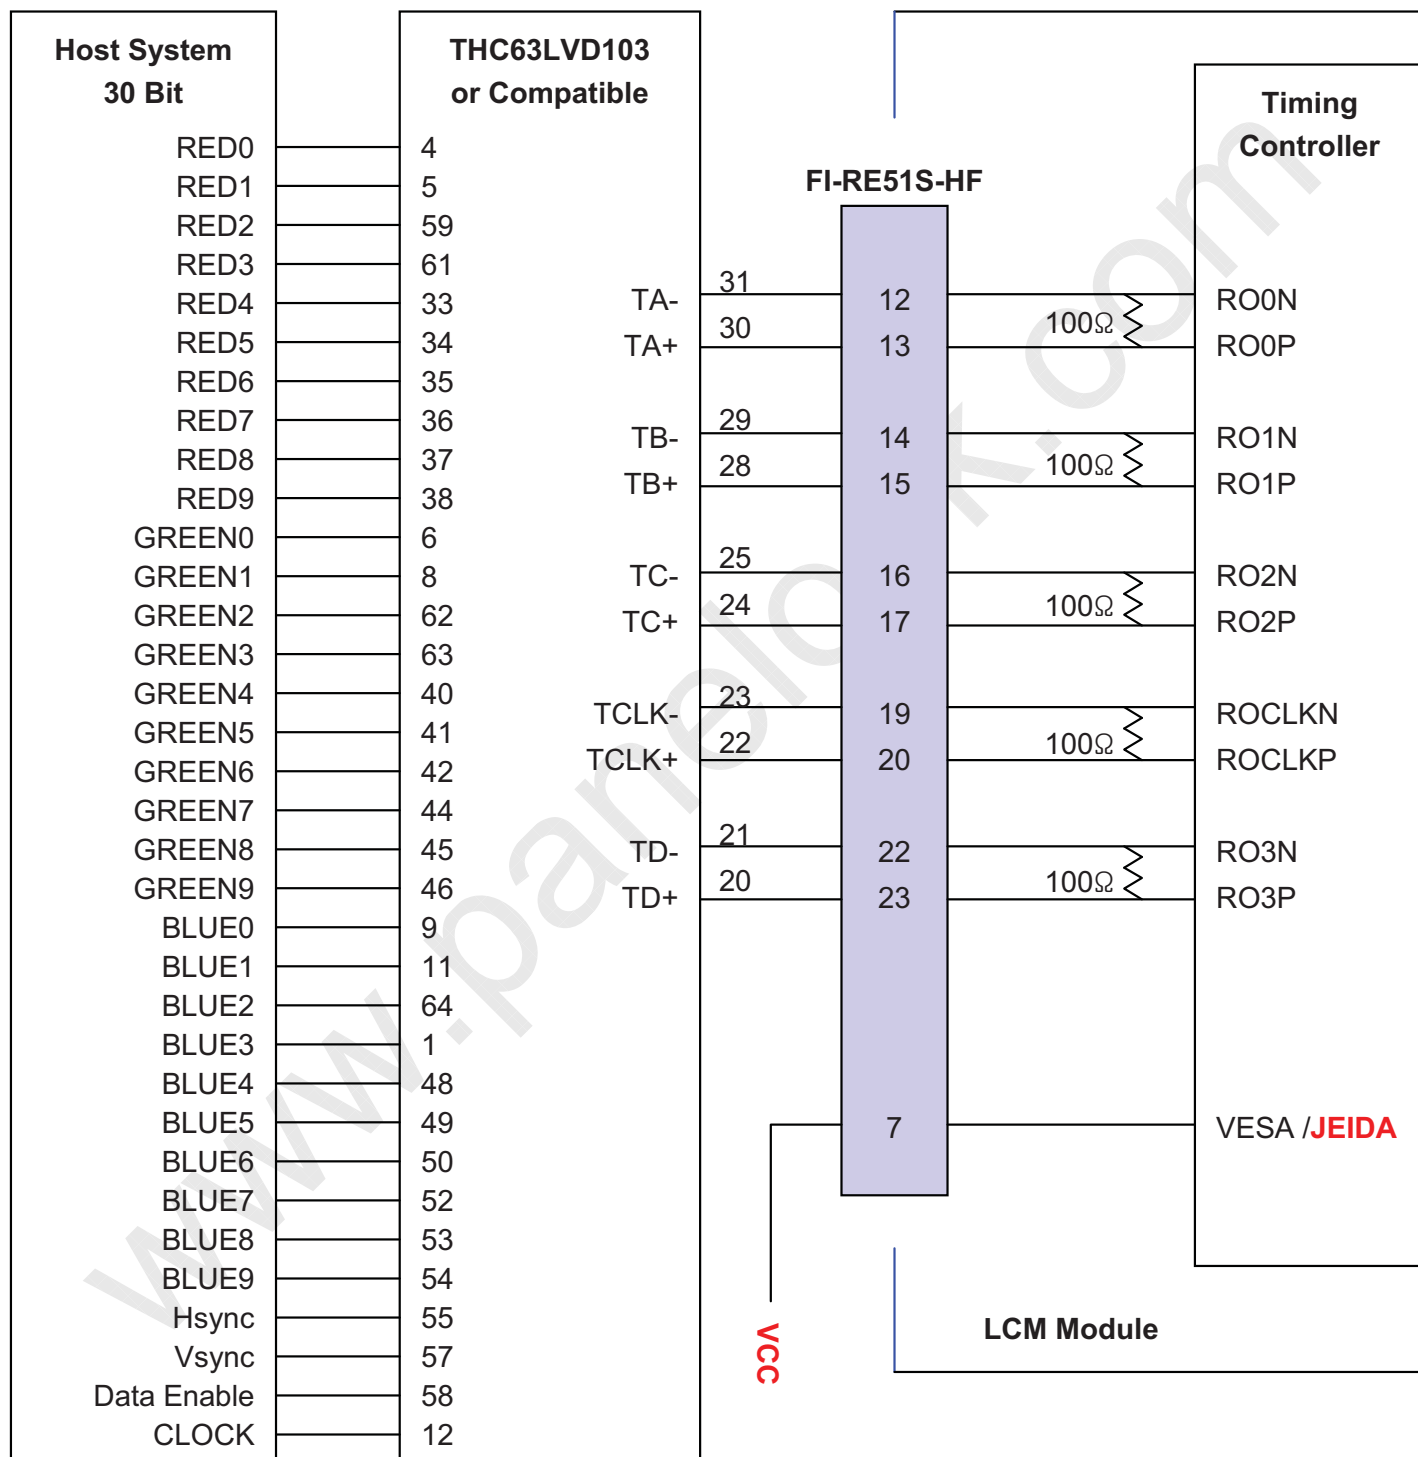 Host System
30 Bit
RED0
RED1
RED2
RED3
RED4
RED5
RED6
RED7
RED8
RED9
GREEN0
GREEN1
GREEN2
GREEN3
GREEN4
GREEN5
GREEN6
GREEN7
GREEN8
GREEN9
BLUE0
BLUE1
BLUE2
BLUE3
BLUE4
BLUE5
BLUE6
BLUE7
BLUE8
BLUE9
Hsync
Vsync
Data Enable
CLOCK
THC63LVD103
or Compatible
4
5
59
61
33
34
35
36
37
38
6
8
62
63
40
41
42
44
45
46
9
11
64
1
48
49
50
52
53
54
55
57
58
12
TA-
TA+
TB-
TB+
TC-
TC+
TCLK-
TCLK+
TD-
TD+
31
30
29
28
25
24
23
22
21
20
VCC
FI-RE51S-HF
12
13
14
15
16
17
19
20
22
23
7
100Ω
100Ω
100Ω
100Ω
100Ω
Timing
Controller
RO0N
RO0P
RO1N
RO1P
RO2N
RO2P
ROCLKN
ROCLKP
RO3N
RO3P
VESA /JEIDA
LCM Module